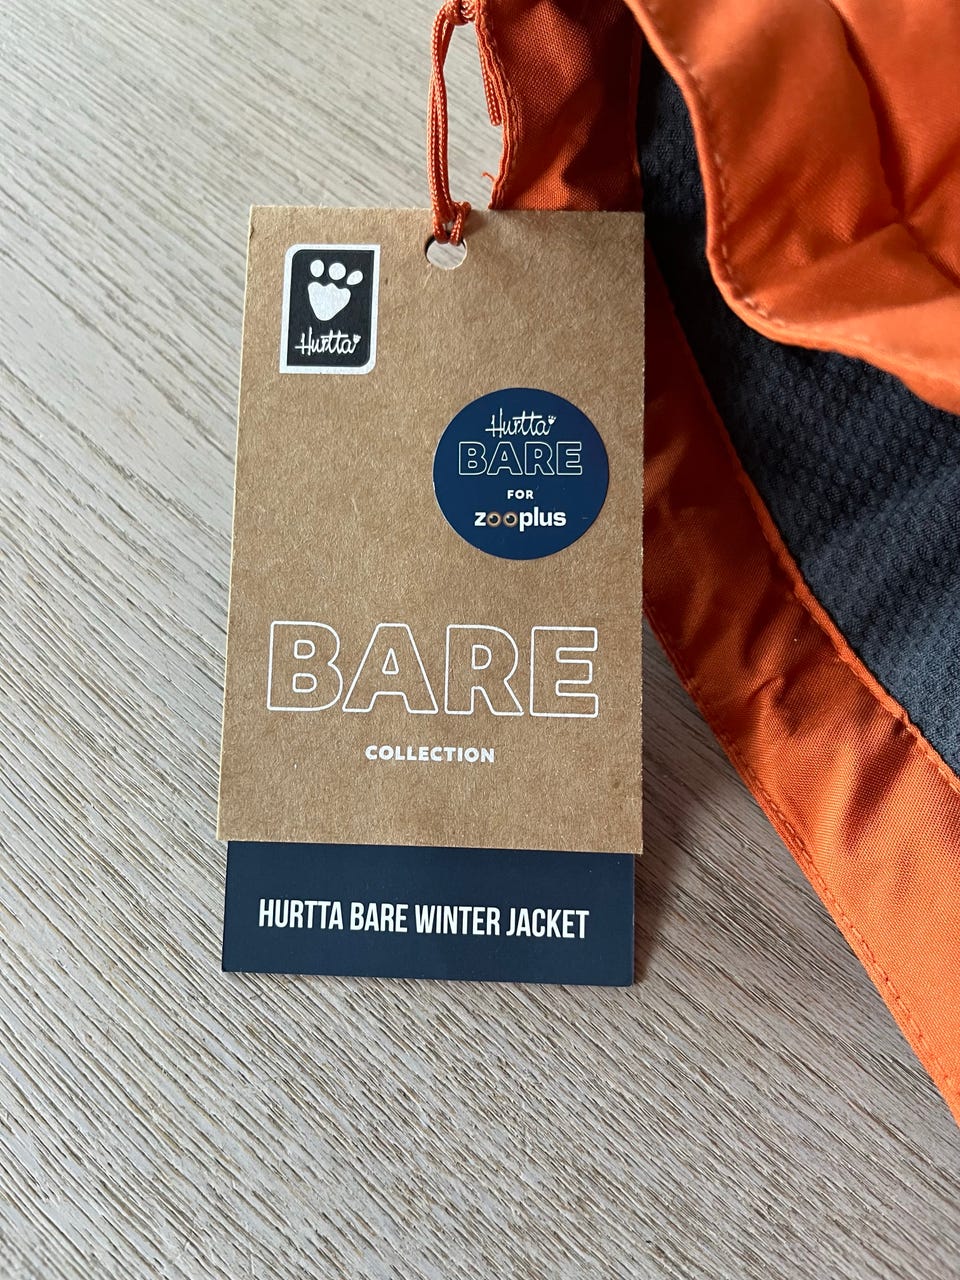 Hurtta
Hurtta
BARE
FOR
zooplus
BARE
COLLECTION
HURTTA BARE WINTER JACKET